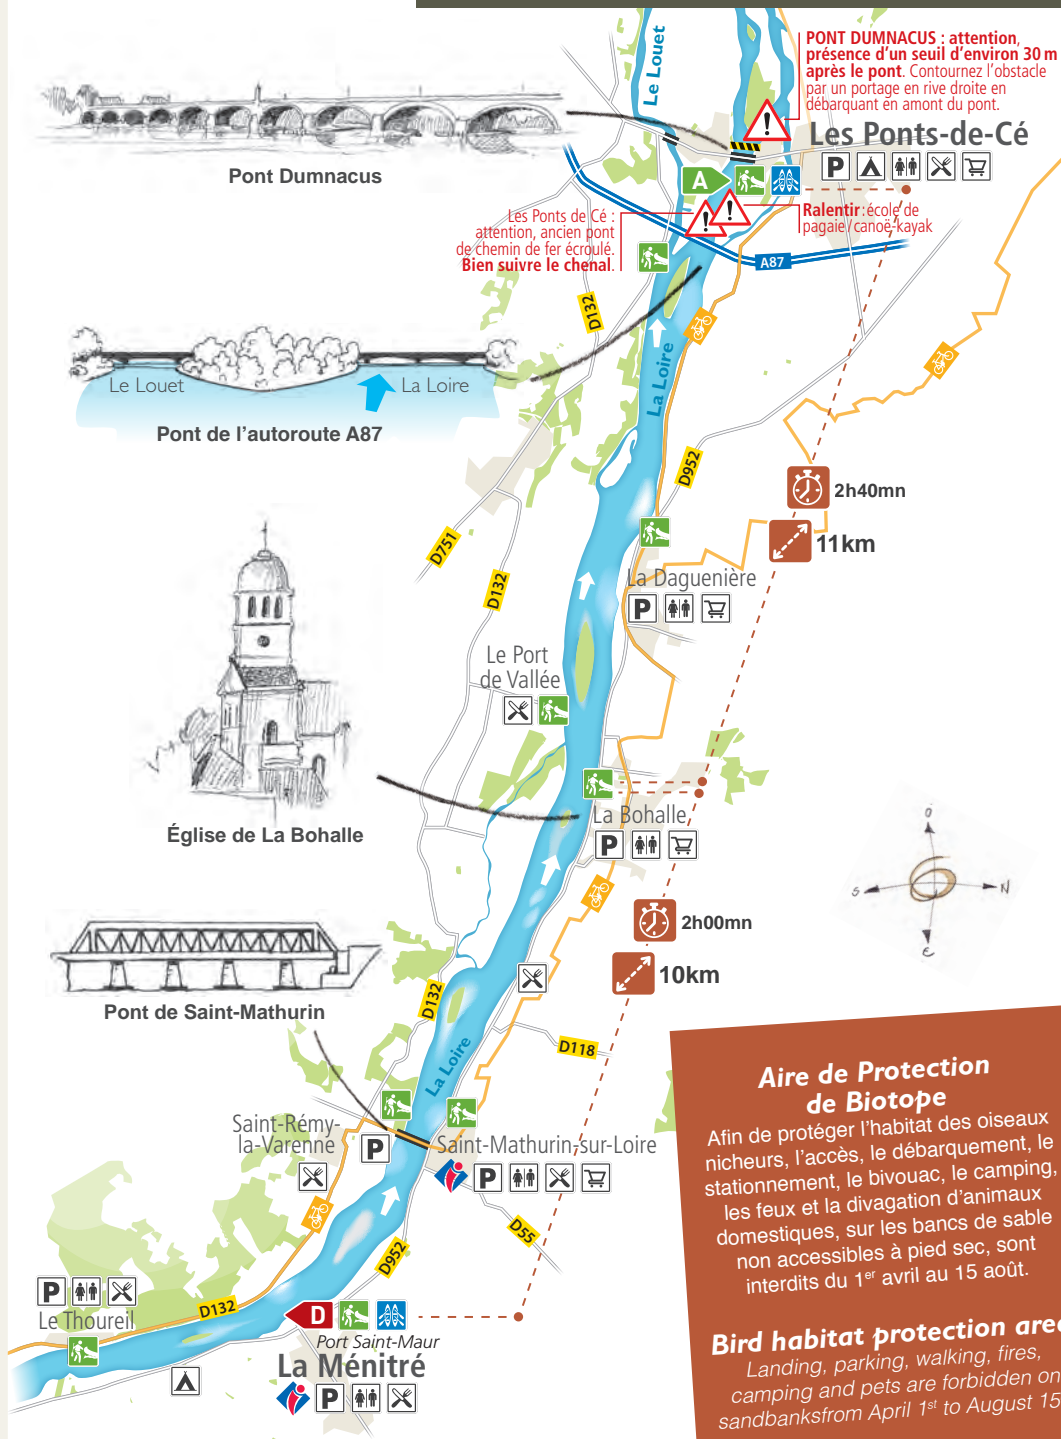 Le Louet
PONT DUMNACUS : attention,
présence d'un seuil d'environ 30 m
après le pont. Contournez l'obstacle
par un portage en rive droite en
débarquant en amont du pont.
Les Ponts-de-Cé
P
Pont Dumnacus
A
Les Ponts de Cé :
attention, ancien pont
de chemin de fer écroulé.
Bien suivre le chenal.
Ralentir : école de
pagaie/canoë-kayak
A87
D132
La Loire
Le Louet
La Loire
Pont de l'autoroute A87
D952
2h40mn
11km
D751
D132
La Daguenière
P
Le Port
de Vallée
La Bohalle
P
Église de La Bohalle
O
S
N
E
2h00mn
10km
Pont de Saint-Mathurin
D132
D118
La Loire
Saint-Rémy-
la-Varenne
P
Saint-Mathurin-sur-Loire
P
D55
D952
P
Le Thoureil
D132
D
Port Saint-Maur
La Ménitré
P
Aire de Protection
de Biotope
Afin de protéger l'habitat des oiseaux
nicheurs, l'accès, le débarquement, le
stationnement, le bivouac, le camping,
les feux et la divagation d'animaux
domestiques, sur les bancs de sable
non accessibles à pied sec, sont
interdits du 1er avril au 15 août.
Bird habitat protection area
Landing, parking, walking, fires,
camping and pets are forbidden on
sandbanksfrom April 1st to August 15